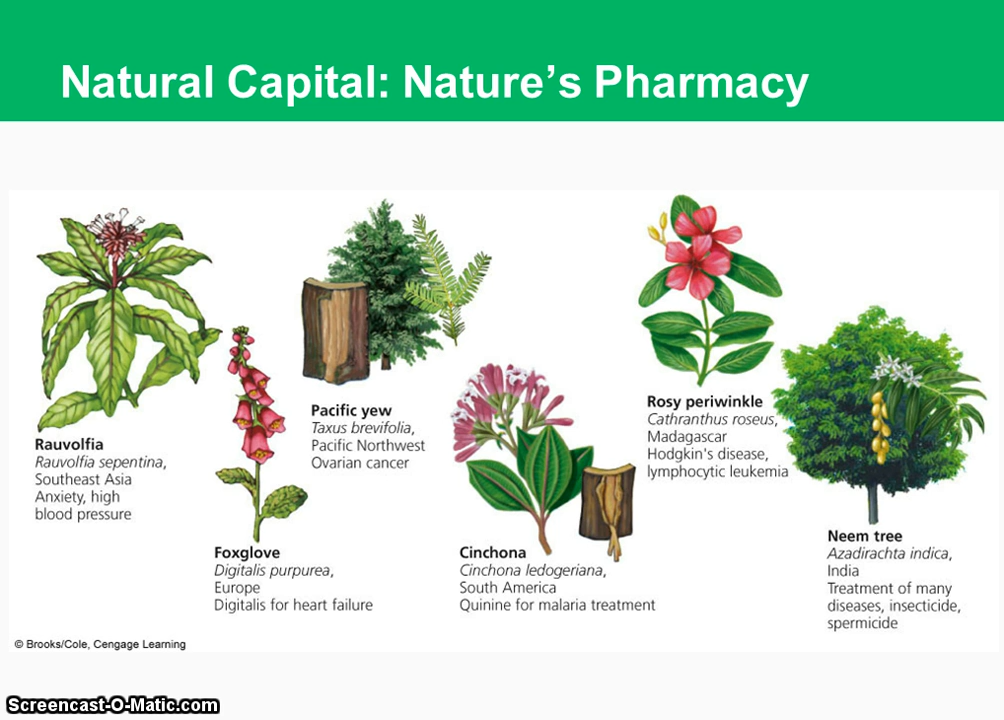 Natural Capital: Nature's Pharmacy
Rauvolfia
Rauvolfia sepentina,
Southeast Asia
Anxiety, high
blood pressure
Foxglove
Digitalis purpurea,
Europe
Digitalis for heart failure
Pacific yew
Taxus brevifolia,
Pacific Northwest
Ovarian cancer
Cinchona
Cinchona ledogeriana,
South America
Quinine for malaria treatment
Rosy periwinkle
Cathranthus roseus,
Madagascar
Hodgkin's disease,
lymphocytic leukemia
Neem tree
Azadirachta indica,
India
Treatment of many
diseases, insecticide,
spermicide
© Brooks/Cole, Cengage Learning
Screencast-O-Matic.com